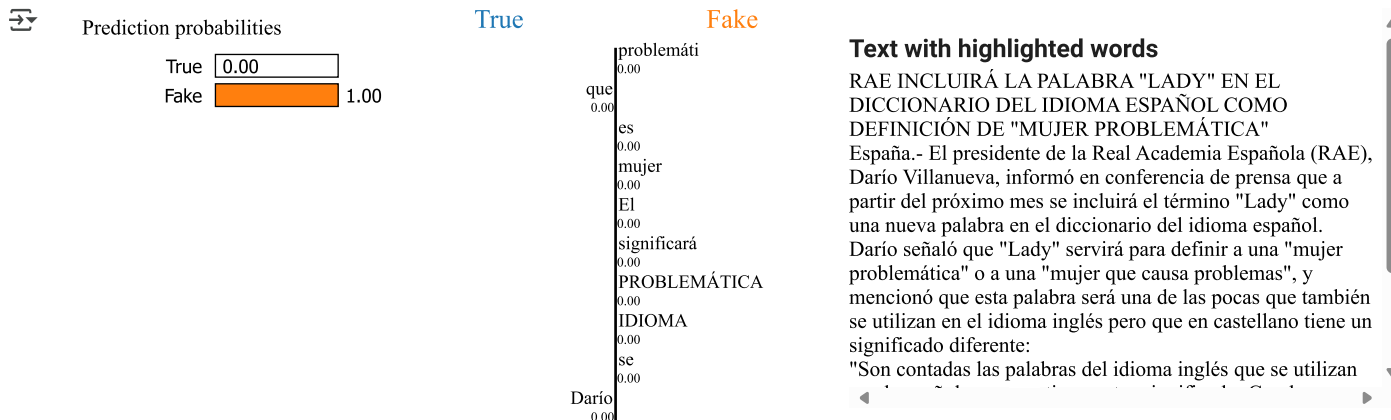 Prediction probabilities
True 0.00
Fake 1.00
True Fake
problemáti
0.00
que
0.00
es
0.00
mujer
0.00
El
0.00
significará
0.00
PROBLEMÁTICA
0.00
IDIOMA
0.00
se
0.00
Darío
0.00
Text with highlighted words
RAE INCLUIRÁ LA PALABRA "LADY" EN EL
DICCIONARIO DEL IDIOMA ESPAÑOL COMO
DEFINICIÓN DE "MUJER PROBLEMÁTICA"
España.- El presidente de la Real Academia Española (RAE),
Darío Villanueva, informó en conferencia de prensa que a
partir del próximo mes se incluirá el término "Lady" como
una nueva palabra en el diccionario del idioma español.
Darío señaló que "Lady" servirá para definir a una "mujer
problemática" o a una "mujer que causa problemas", y
mencionó que esta palabra será una de las pocas que también
se utilizan en el idioma inglés pero que en castellano tiene un
significado diferente:
"Son contadas las palabras del idioma inglés que se utilizan